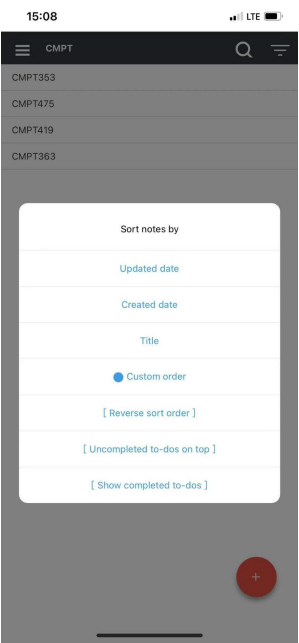 15:08
LTE
CMPT
CMPT353
CMPT475
CMPT419
CMPT363
Sort notes by
Updated date
Created date
Title
Custom order
[ Reverse sort order ]
[ Uncompleted to-dos on top ]
[ Show completed to-dos ]
+